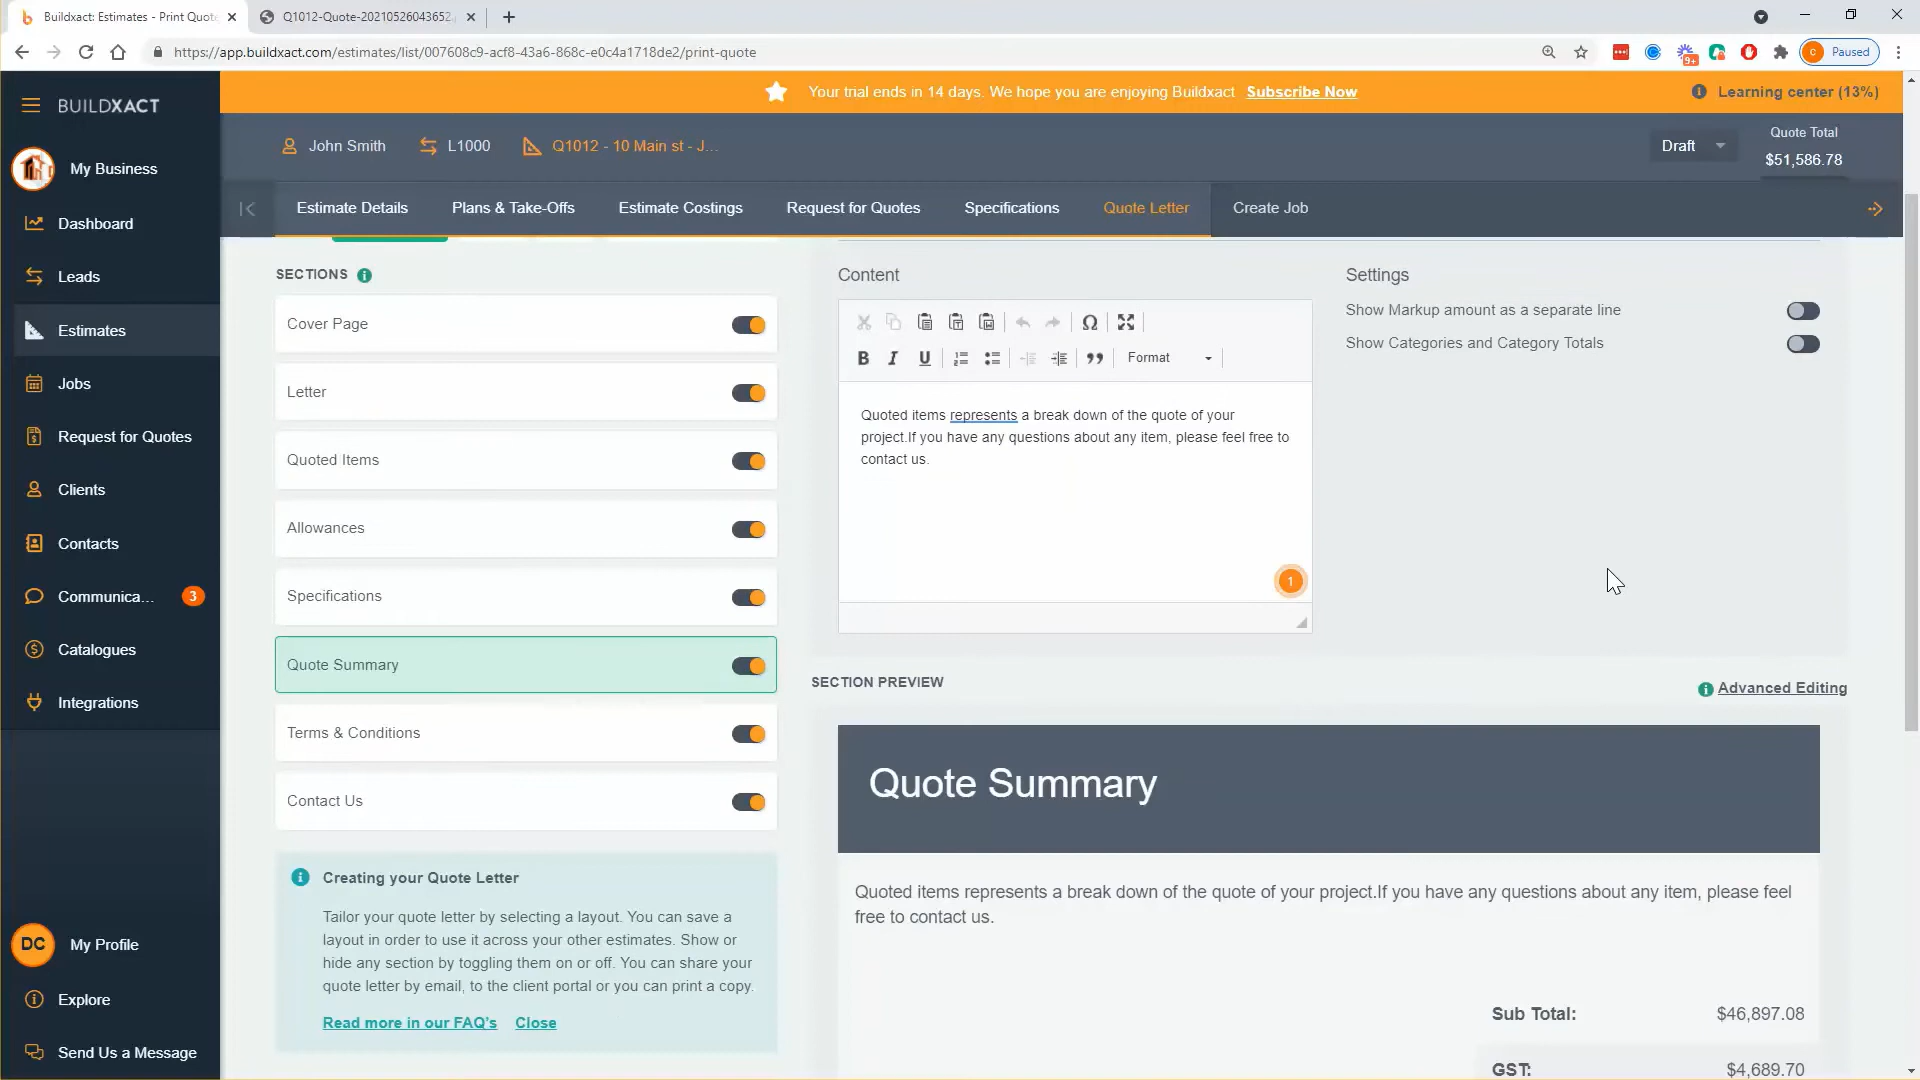 Buildxact: Estimates - Print Quote
Q1012-Quote-20210526043652
https://app.buildxact.com/estimates/list/007608c9-acf8-43a6-868c-e0c4a1718de2/print-quote
9+
C
Paused
BUILDXACT
Your trial ends in 14 days. We hope you are enjoying Buildxact Subscribe Now
Learning center (13%)
My Business
Dashboard
Leads
Estimates
Jobs
Request for Quotes
Clients
Contacts
Communica...
3
Catalogues
Integrations
DC
My Profile
Explore
Send Us a Message
John Smith
L1000
Q1012 - 10 Main st - J...
Draft
Quote Total
$51,586.78
Estimate Details
Plans & Take-Offs
Estimate Costings
Request for Quotes
Specifications
Quote Letter
Create Job
SECTIONS
Cover Page
Letter
Quoted Items
Allowances
Specifications
Quote Summary
Terms & Conditions
Contact Us
Creating your Quote Letter
Tailor your quote letter by selecting a layout. You can save a
layout in order to use it across your other estimates. Show or
hide any section by toggling them on or off. You can share your
quote letter by email, to the client portal or you can print a copy.
Read more in our FAQ's Close
Content
B I U
Format
Quoted items represents a break down of the quote of your
project.If you have any questions about any item, please feel free to
contact us.
1
Settings
Show Markup amount as a separate line
Show Categories and Category Totals
SECTION PREVIEW
Advanced Editing
Quote Summary
Quoted items represents a break down of the quote of your project.If you have any questions about any item, please feel
free to contact us.
Sub Total: $46,897.08
GST: $4,689.70